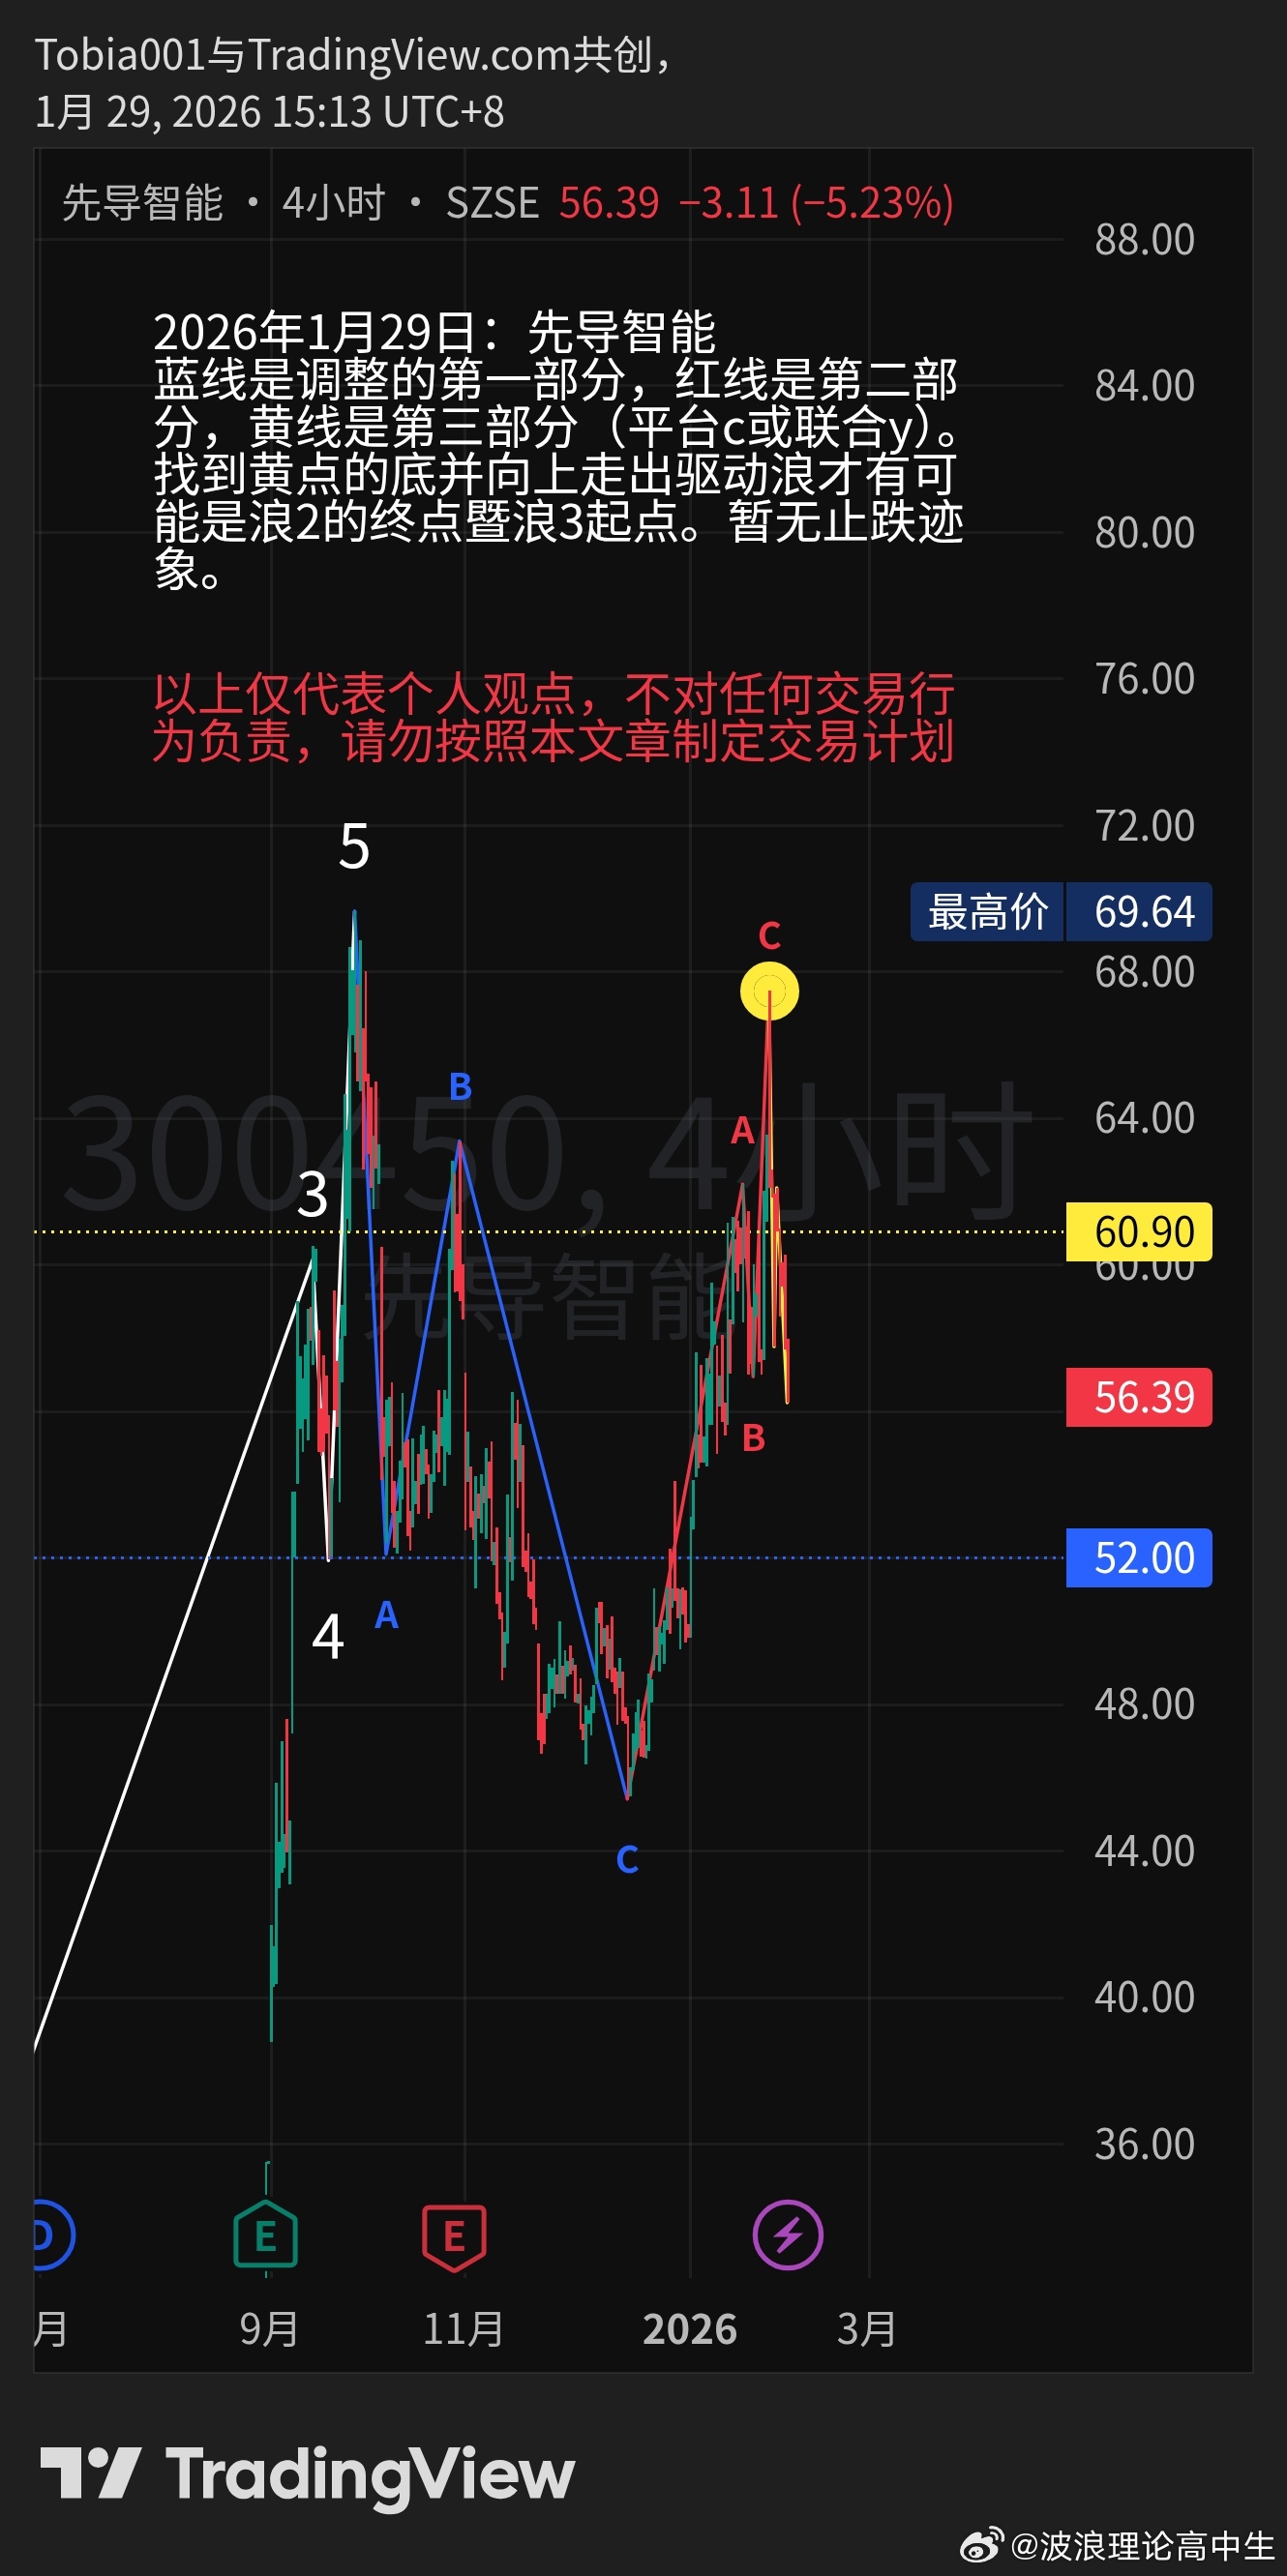 Tobia001与TradingView.com共创，
1月 29, 2026 15:13 UTC+8
先导智能 · 4小时 · SZSE 56.39 −3.11 (−5.23%)
88.00
2026年1月29日：先导智能
蓝线是调整的第一部分，红线是第二部
分，黄线是第三部分（平台c或联合y）。
找到黄点的底并向上走出驱动浪才有可
能是浪2的终点暨浪3起点。暂无止跌迹
象。
84.00
80.00
以上仅代表个人观点，不对任何交易行
为负责，请勿按照本文章制定交易计划
76.00
72.00
5
最高价 69.64
C
68.00
B
A
64.00
300450, 4小时
先导智能
3
60.90
60.00
56.39
B
52.00
A
4
48.00
C
44.00
40.00
36.00
D
E
E
月 9月 11月 2026 3月
TradingView
@波浪理论高中生